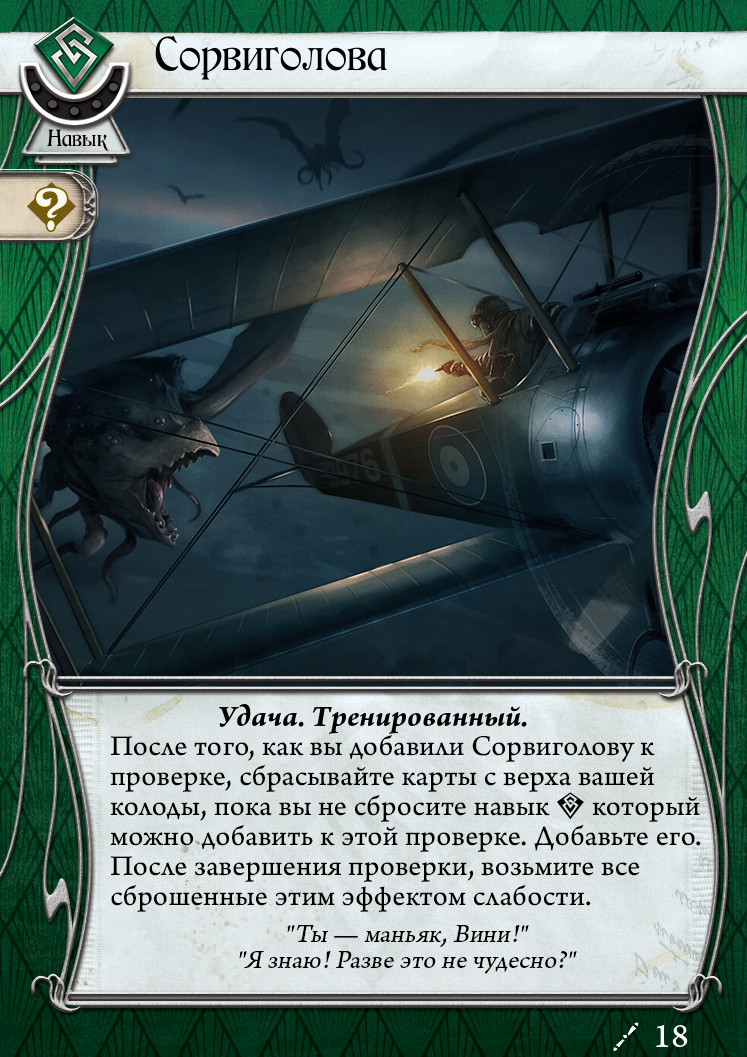 Сорвиголова
Навык
?
Удача. Тренированный.
После того, как вы добавили Сорвиголову к
проверке, сбрасывайте карты с верха вашей
колоды, пока вы не сбросите навык который
можно добавить к этой проверке. Добавьте его.
После завершения проверки, возьмите все
сброшенные этим эффектом слабости.
"Ты — маньяк, Вини!"
"Я знаю! Разве это не чудесно?"
18